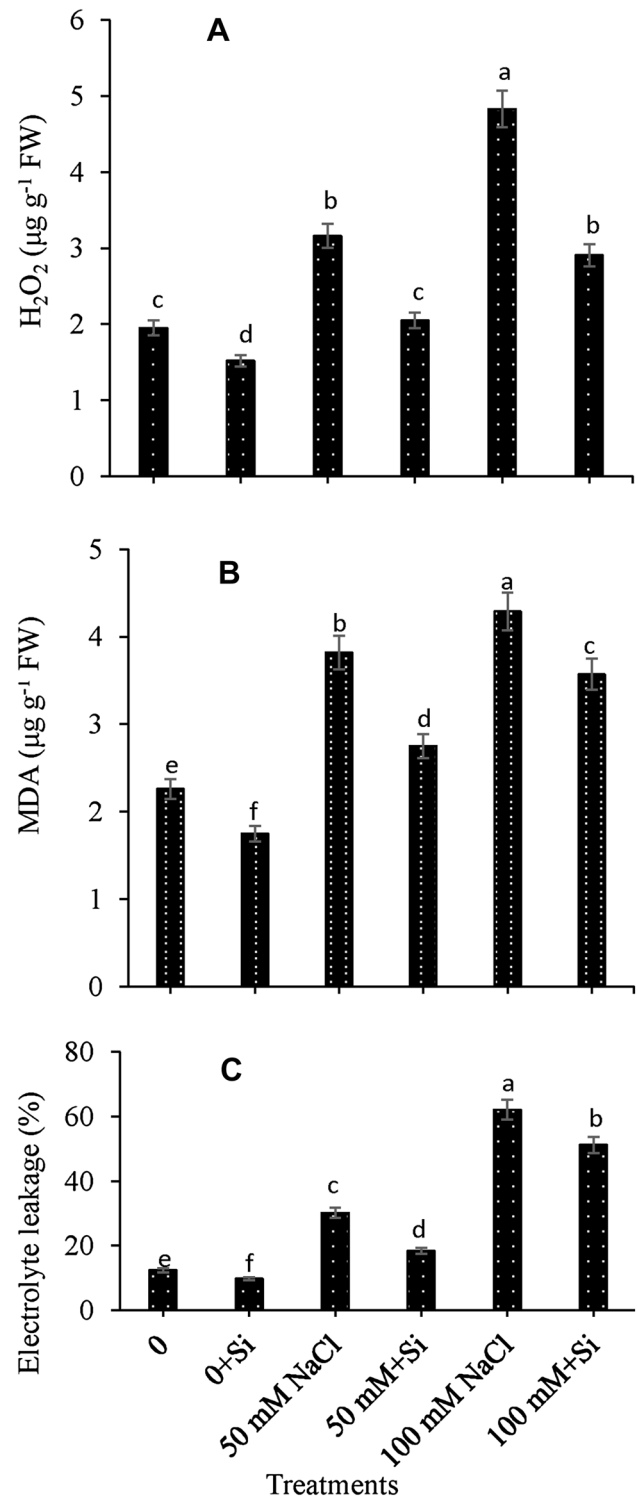 A
H₂O₂ (µg g⁻¹ FW)
6
5
4
3
2
1
0
c
d
b
c
a
b
B
MDA (µg g⁻¹ FW)
5
4
3
2
1
0
e
f
b
d
a
c
C
Electrolyte leakage (%)
80
60
40
20
0
e
f
c
d
a
b
0
0+Si
50 mM NaCl
50 mM+Si
100 mM NaCl
100 mM+Si
Treatments